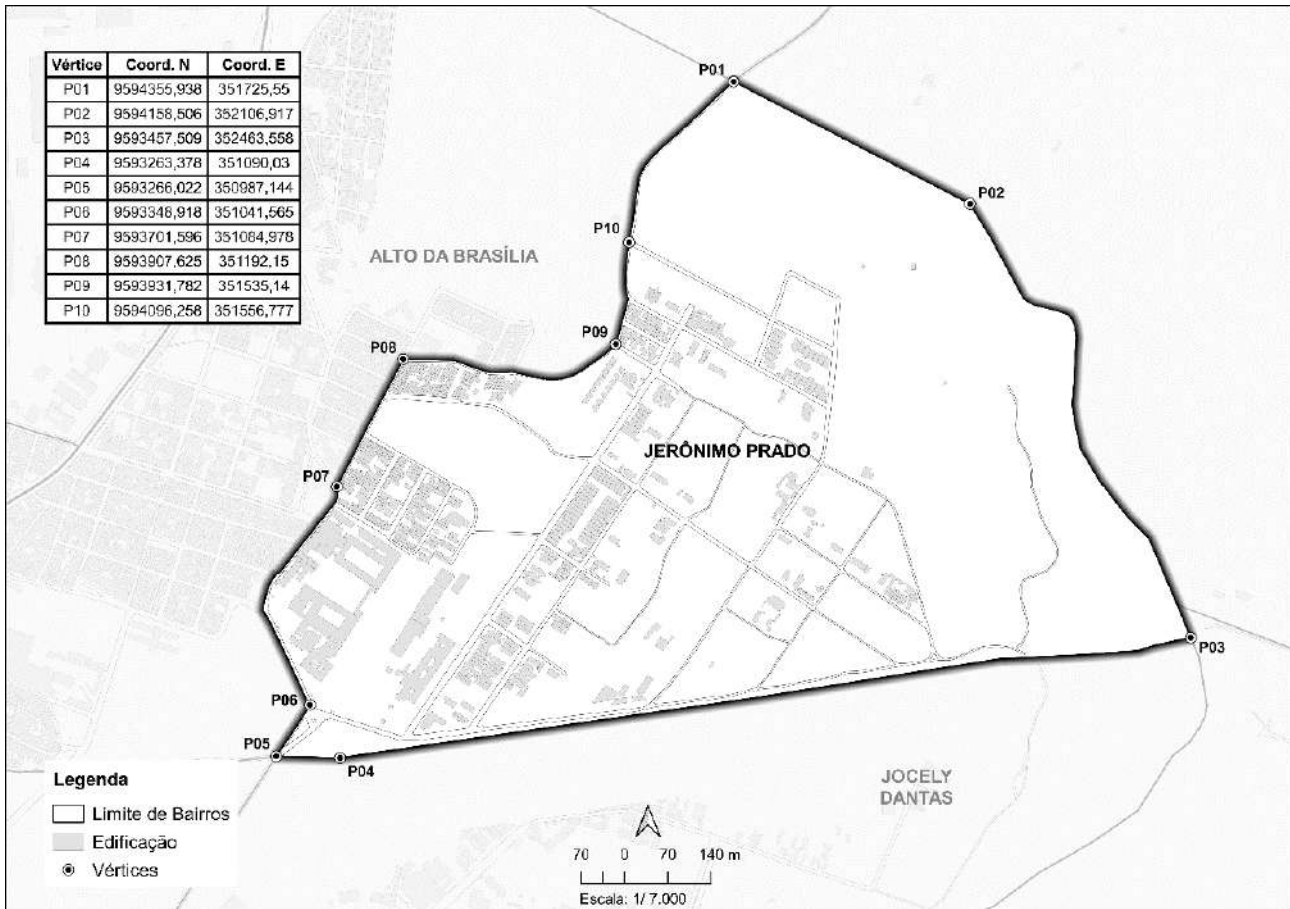 Vértice Coord. N Coord. E
P01 9594355,938 351725,55
P02 9594158,506 352106,917
P03 9593457,509 352463,558
P04 9593263,378 351090,03
P05 9593266,022 350987,144
P06 9593348,918 351041,565
P07 9593701,596 351084,978
P08 9593907,625 351192,15
P09 9593931,782 351535,14
P10 9594096,258 351556,777
P01
P02
P10
ALTO DA BRASÍLIA
P09
P08
JERÔNIMO PRADO
P07
P03
P06
P05
P04
JOCELY
DANTAS
Legenda
Limite de Bairros
Edificação
Vértices
70 0 70 140 m
Escala: 1/ 7.000